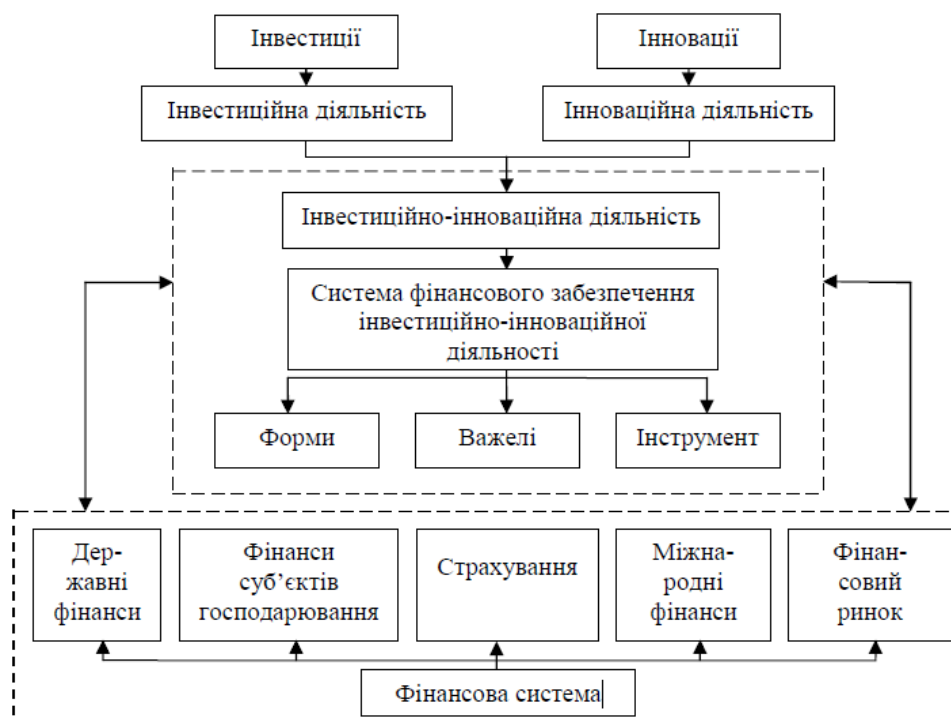 Інвестиції
Інновації
Інвестиційна діяльність
Інноваційна діяльність
Інвестиційно-інноваційна діяльність
Система фінансового забезпечення
інвестиційно-інноваційної
діяльності
Форми
Важелі
Інструмент
Дер-
жавні
фінанси
Фінанси
суб’єктів
господарювання
Страхування
Міжна-
родні
фінанси
Фінан-
совий
ринок
Фінансова система